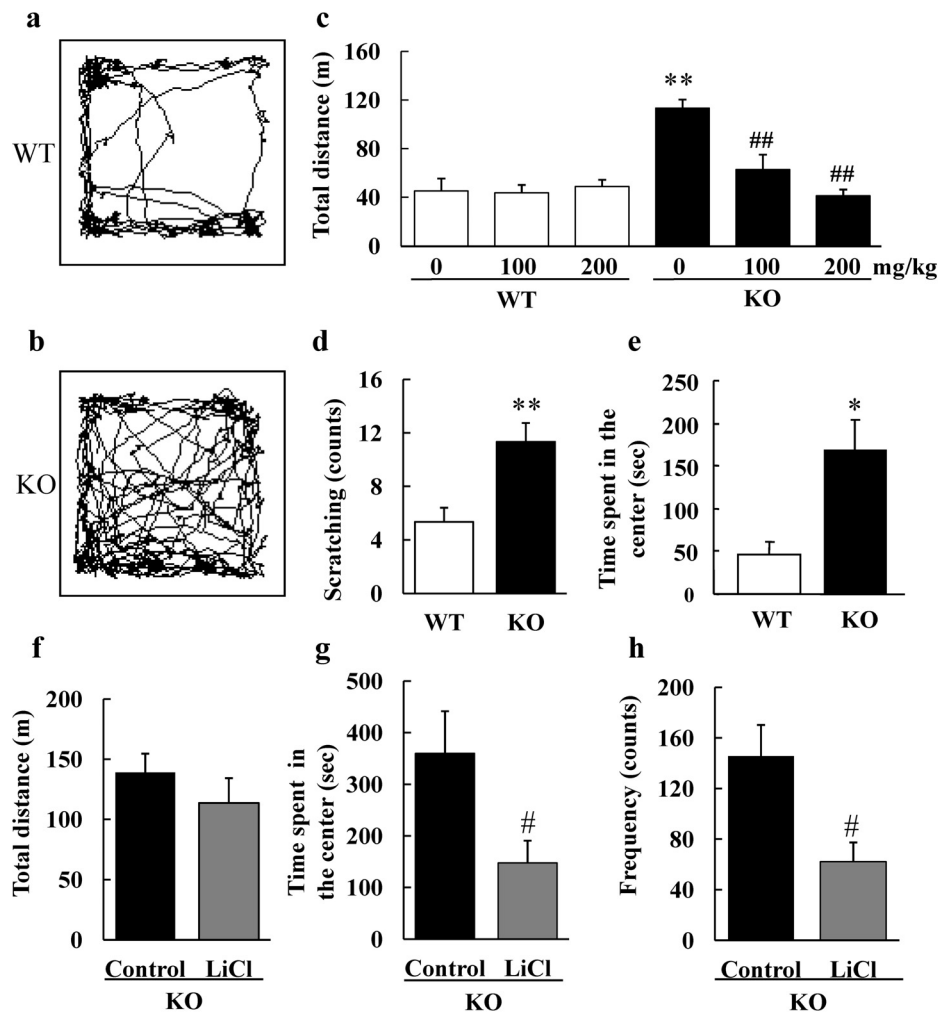 a
WT
c
Total distance (m)
160
120
80
40
0
**
##
##
0 100 200 0 100 200 mg/kg
WT KO
b
KO
d
Scratching (counts)
16
12
8
4
0
**
WT KO
e
Time spent in the
center (sec)
250
200
150
100
50
0
*
WT KO
f
Total distance (m)
200
150
100
50
0
Control LiCl
KO
g
Time spent in
the center (sec)
500
400
300
200
100
0
#
Control LiCl
KO
h
Frequency (counts)
200
160
120
80
40
0
#
Control LiCl
KO